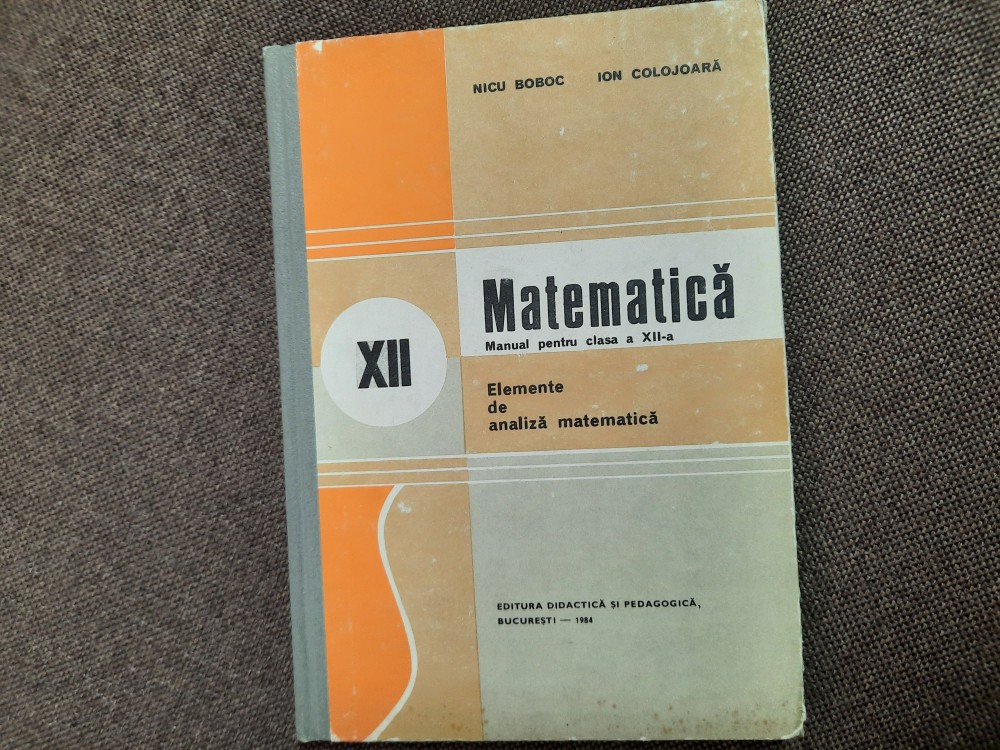 NICU BOBOC ION COLOJOARĂ
Matematică
Manual pentru clasa a XII-a
XII
Elemente
de
analiză matematică
EDITURA DIDACTICĂ ȘI PEDAGOGICĂ,
BUCUREȘTI — 1984